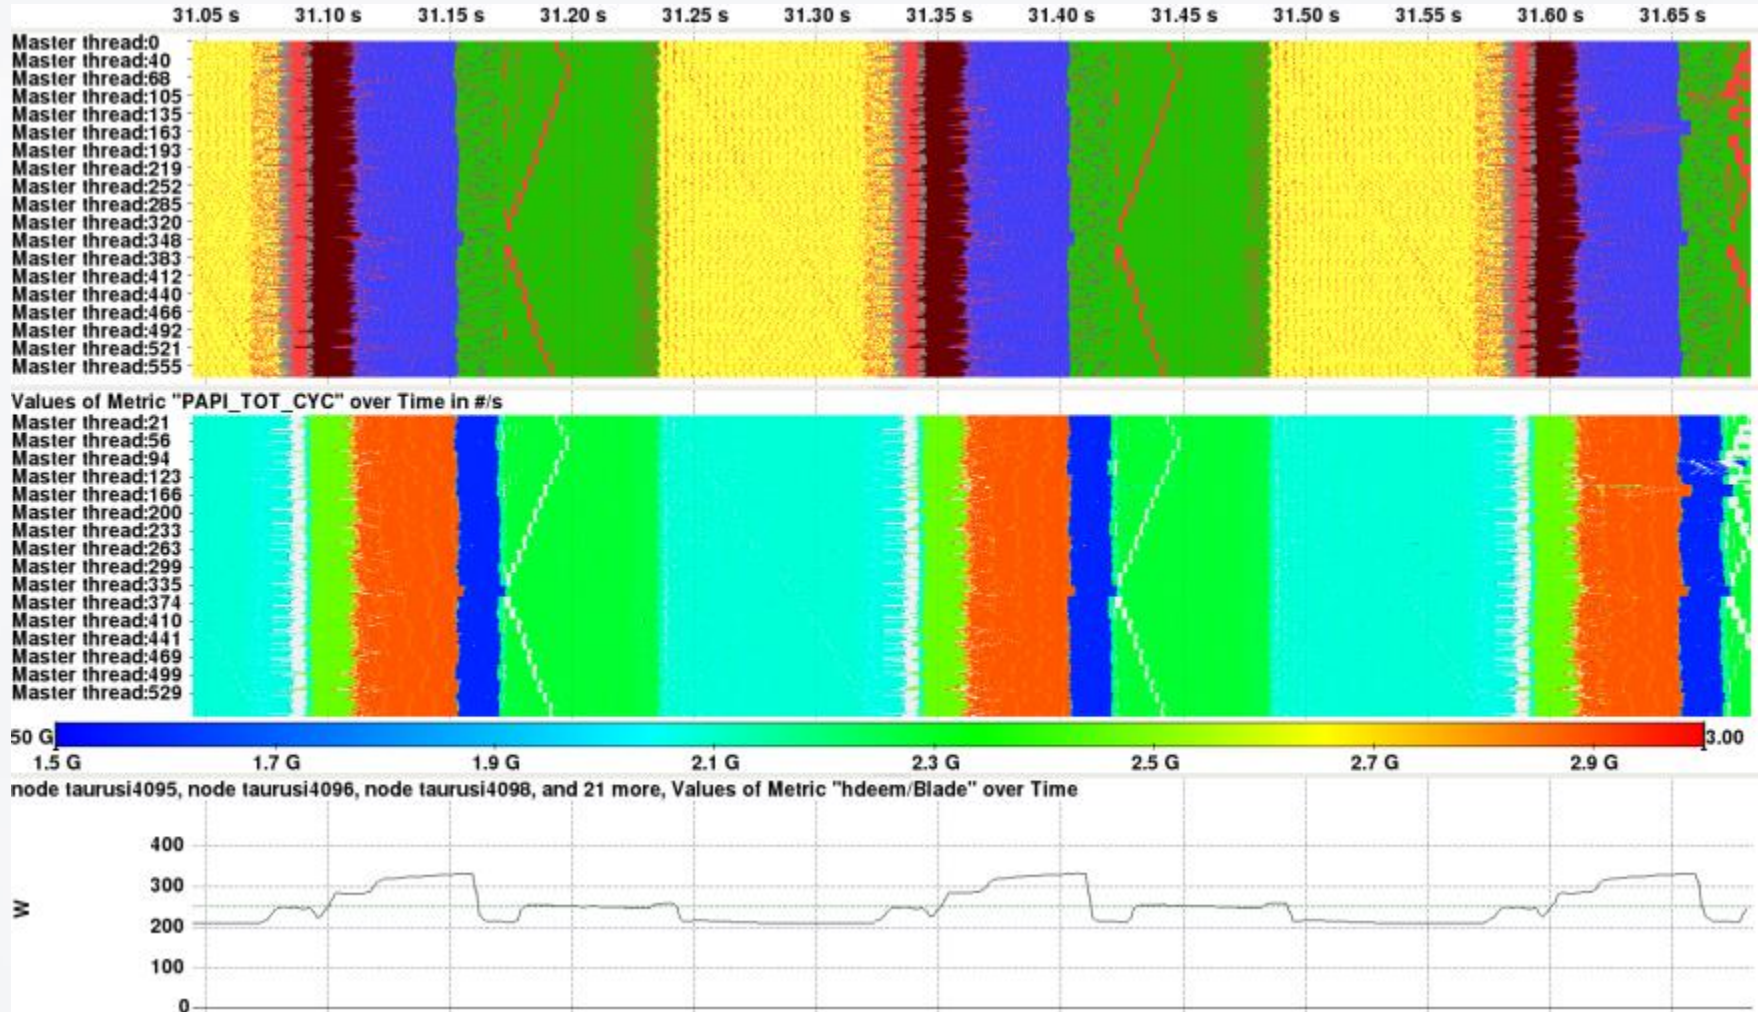 31.05 s 31.10 s 31.15 s 31.20 s 31.25 s 31.30 s 31.35 s 31.40 s 31.45 s 31.50 s 31.55 s 31.60 s 31.65 s
Master thread:0
Master thread:40
Master thread:68
Master thread:105
Master thread:135
Master thread:163
Master thread:193
Master thread:219
Master thread:252
Master thread:285
Master thread:320
Master thread:348
Master thread:383
Master thread:412
Master thread:440
Master thread:466
Master thread:492
Master thread:521
Master thread:555
Values of Metric "PAPI_TOT_CYC" over Time in #/s
Master thread:21
Master thread:56
Master thread:94
Master thread:123
Master thread:166
Master thread:200
Master thread:233
Master thread:263
Master thread:299
Master thread:335
Master thread:374
Master thread:410
Master thread:441
Master thread:469
Master thread:499
Master thread:529
50 G 3.00
1.5 G 1.7 G 1.9 G 2.1 G 2.3 G 2.5 G 2.7 G 2.9 G
node taurusi4095, node taurusi4096, node taurusi4098, and 21 more, Values of Metric "hdeem/Blade" over Time
400
300
W
200
100
0